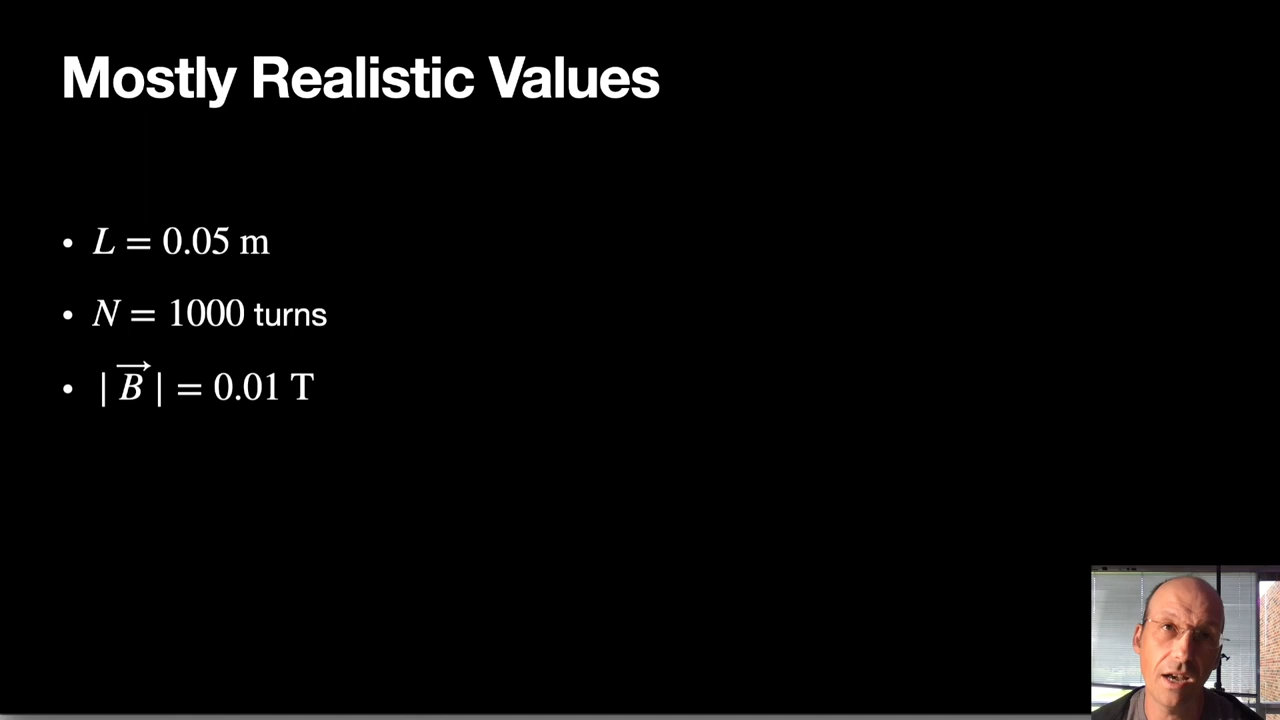 Mostly Realistic Values
• L = 0.05 m
• N = 1000 turns
• |B⃗| = 0.01 T